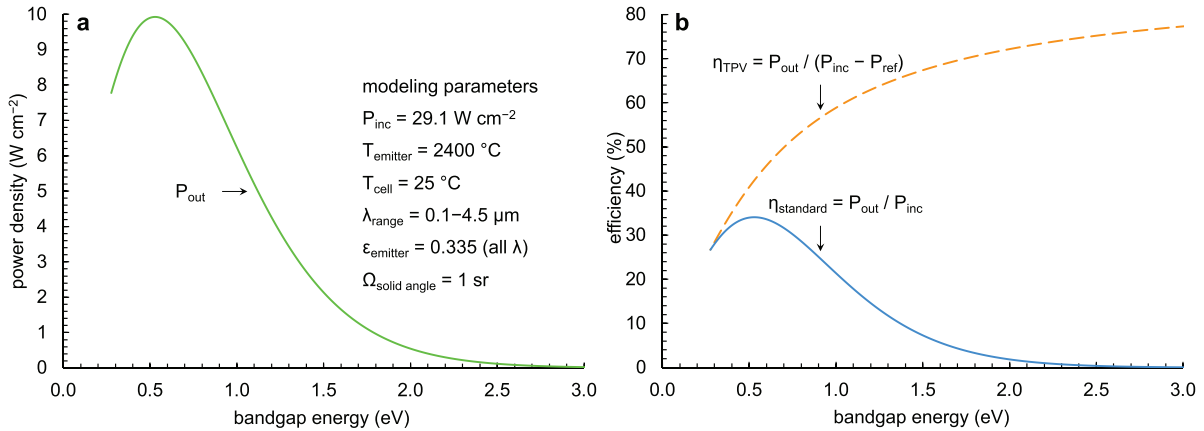 a
10
9
8
7
6
5
4
3
2
1
0
power density (W cm⁻²)
0.0
0.5
1.0
1.5
2.0
2.5
3.0
bandgap energy (eV)
P_out
modeling parameters
P_inc = 29.1 W cm⁻²
T_emitter = 2400 °C
T_cell = 25 °C
λ_range = 0.1−4.5 μm
ε_emitter = 0.335 (all λ)
Ω_solid angle = 1 sr
b
80
70
60
50
40
30
20
10
0
efficiency (%)
0.0
0.5
1.0
1.5
2.0
2.5
3.0
bandgap energy (eV)
η_TPV = P_out / (P_inc − P_ref)
η_standard = P_out / P_inc